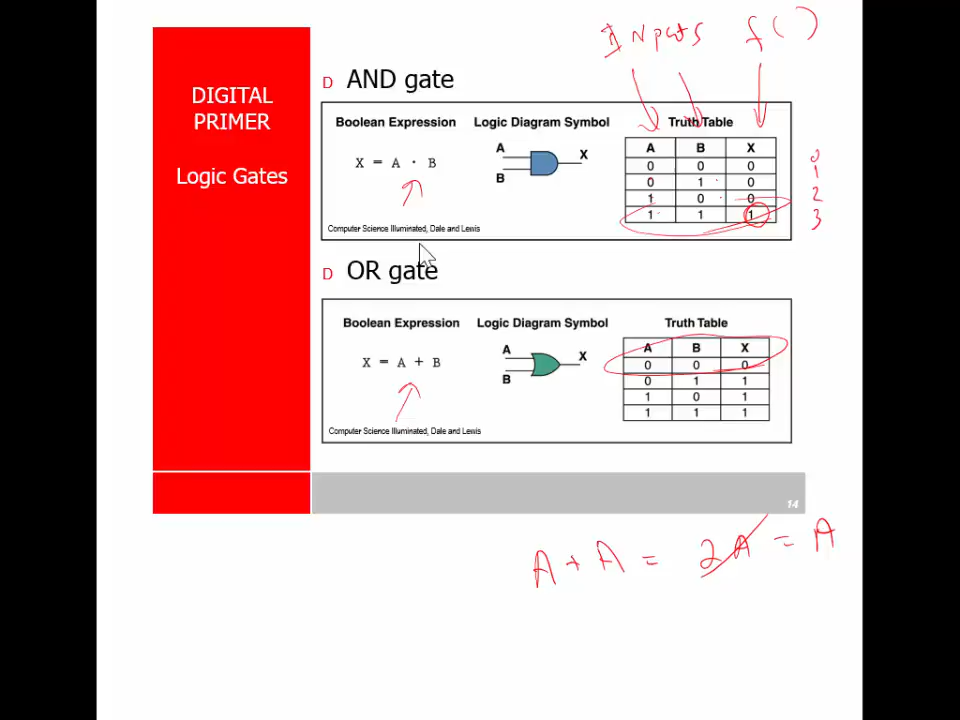 Inputs f()
DIGITAL
PRIMER
Logic Gates
D AND gate
Boolean Expression Logic Diagram Symbol Truth Table
X = A · B
A
B
X
A B X
0 0 0
0 1 0
1 0 0
1 1 1
0
1
2
3
Computer Science Illuminated, Dale and Lewis
D OR gate
Boolean Expression Logic Diagram Symbol Truth Table
X = A + B
A
B
X
A B X
0 0 0
0 1 1
1 0 1
1 1 1
Computer Science Illuminated, Dale and Lewis
14
A + A = 2A = A